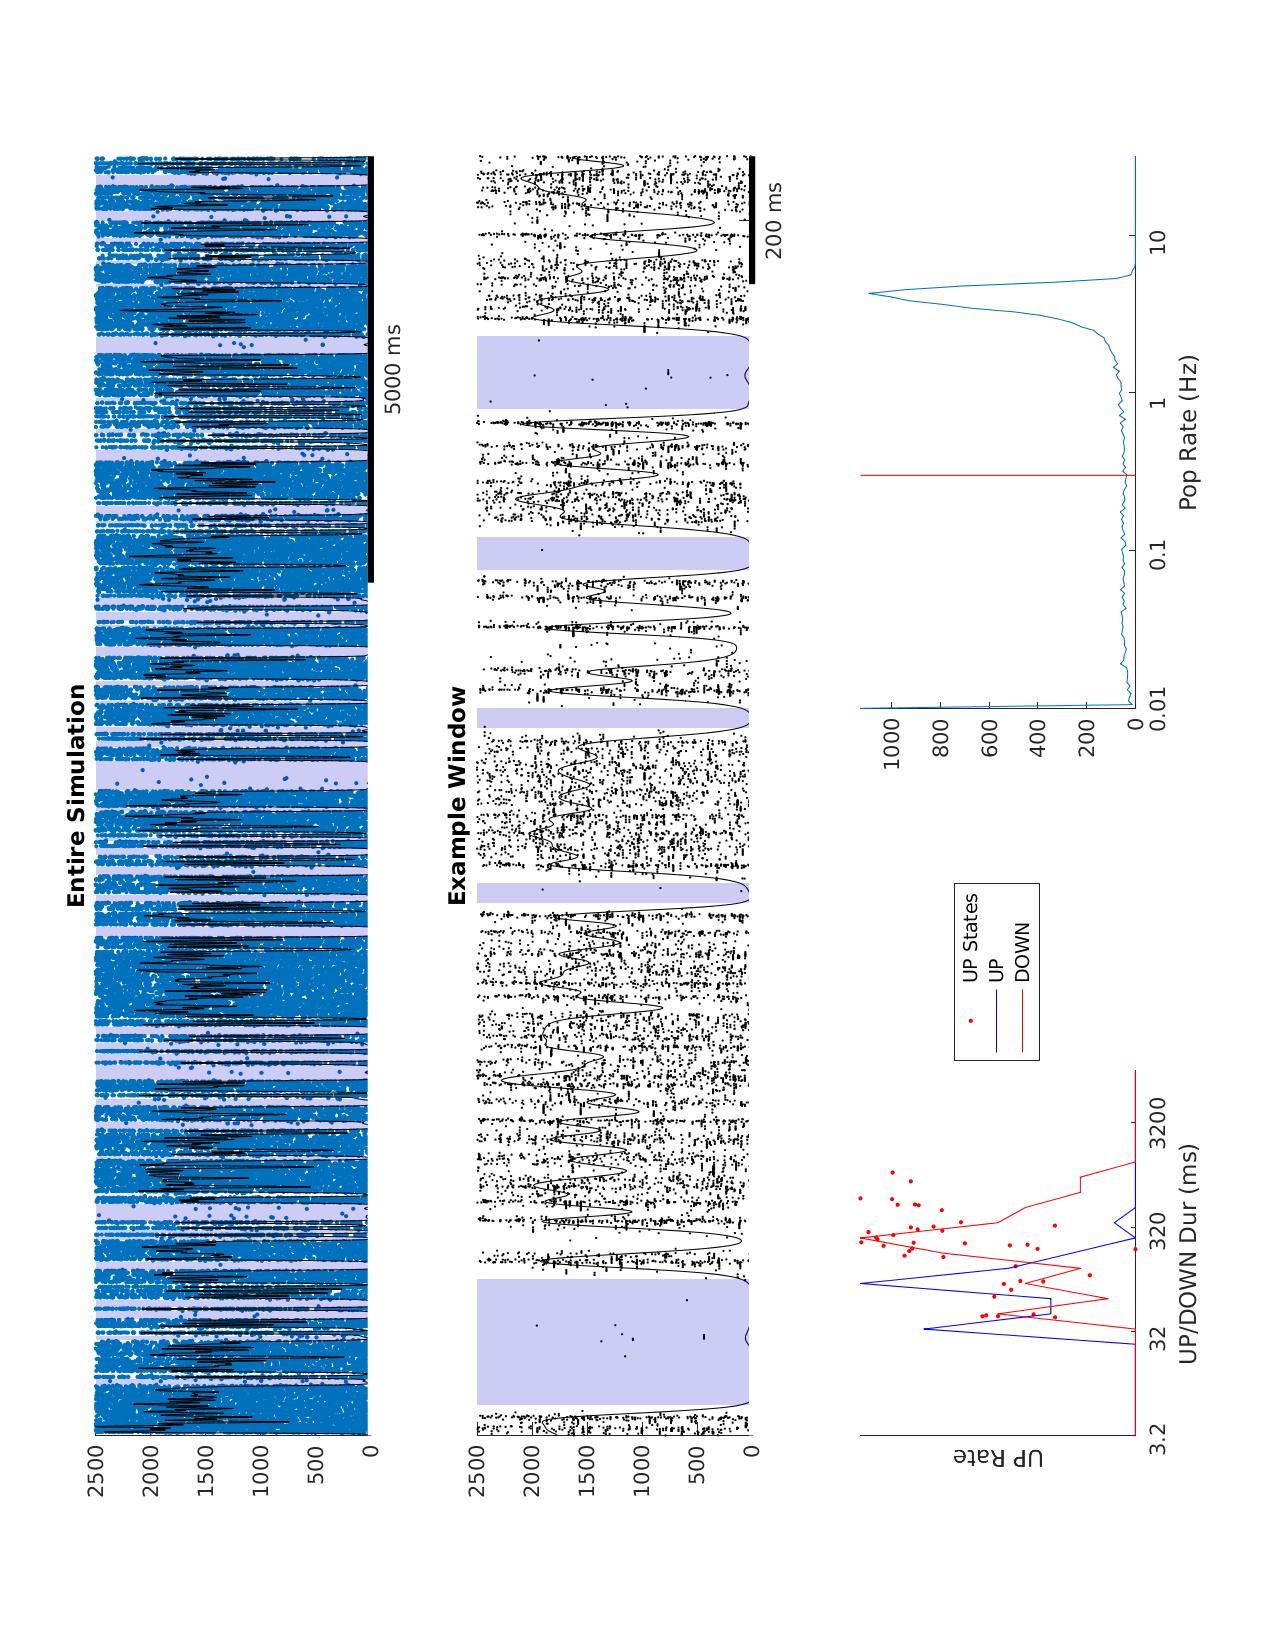 Entire Simulation
2500
2000
1500
1000
500
0
5000 ms
Example Window
2500
2000
1500
1000
500
0
200 ms
UP Rate
3.2 32 320 3200
UP/DOWN Dur (ms)
UP States
UP
DOWN
1000
800
600
400
200
0
0.01 0.1 1 10
Pop Rate (Hz)